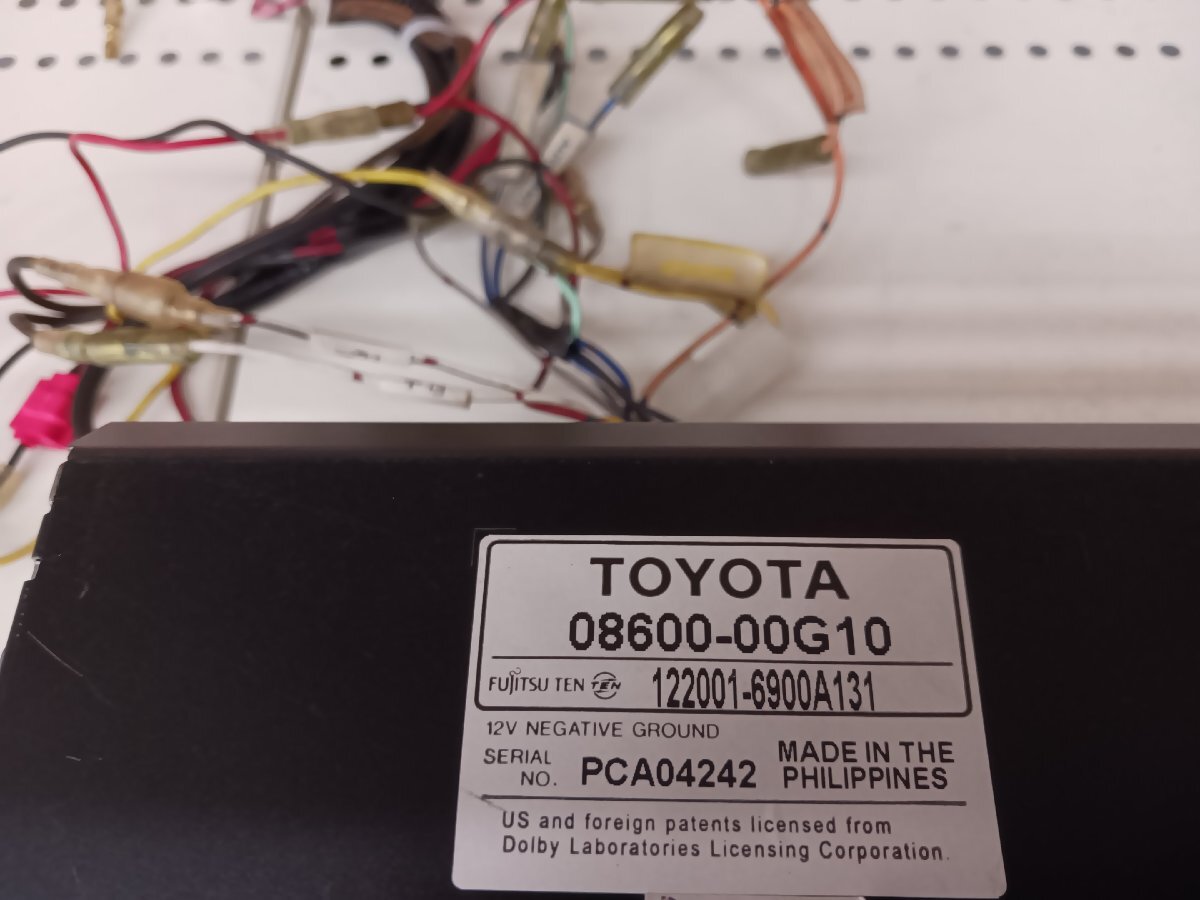 TOYOTA
08600-00G10
FUJITSU TEN TEN 122001-6900A131
12V NEGATIVE GROUND
SERIAL NO. PCA04242 MADE IN THE PHILIPPINES
US and foreign patents licensed from
Dolby Laboratories Licensing Corporation.